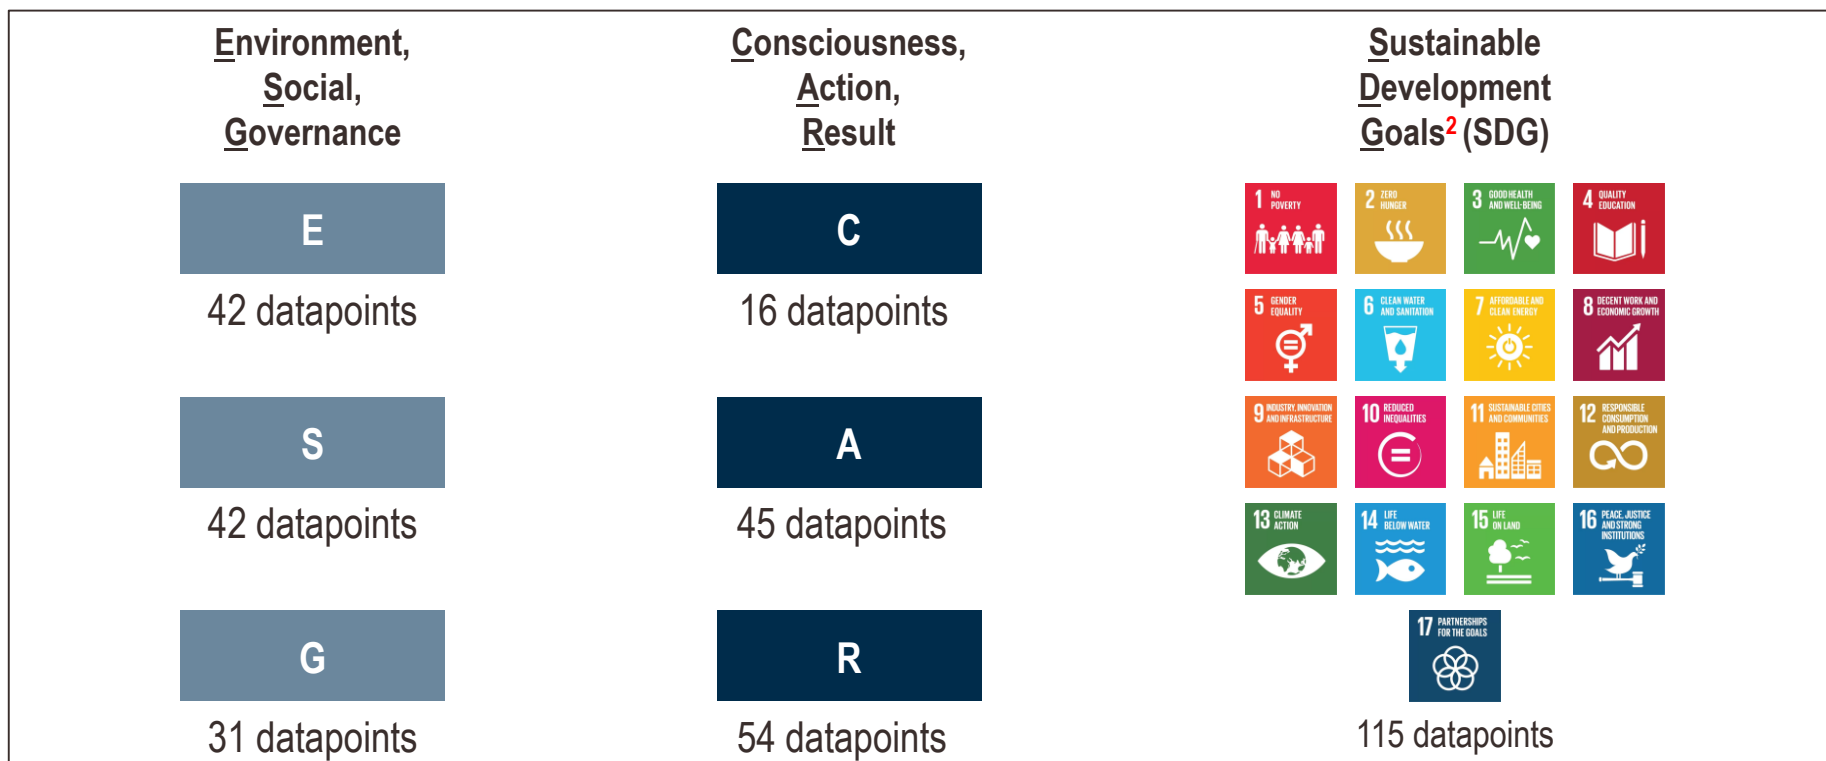 Environment,
Social,
Governance
E
42 datapoints
S
42 datapoints
G
31 datapoints
Consciousness,
Action,
Result
C
16 datapoints
A
45 datapoints
R
54 datapoints
Sustainable
Development
Goals² (SDG)
1 NO
POVERTY
2 ZERO
HUNGER
3 GOOD HEALTH
AND WELL-BEING
4 QUALITY
EDUCATION
5 GENDER
EQUALITY
6 CLEAN WATER
AND SANITATION
7 AFFORDABLE AND
CLEAN ENERGY
8 DECENT WORK AND
ECONOMIC GROWTH
9 INDUSTRY, INNOVATION
AND INFRASTRUCTURE
10 REDUCED
INEQUALITIES
11 SUSTAINABLE CITIES
AND COMMUNITIES
12 RESPONSIBLE
CONSUMPTION
AND PRODUCTION
13 CLIMATE
ACTION
14 LIFE
BELOW WATER
15 LIFE
ON LAND
16 PEACE, JUSTICE
AND STRONG
INSTITUTIONS
17 PARTNERSHIPS
FOR THE GOALS
115 datapoints